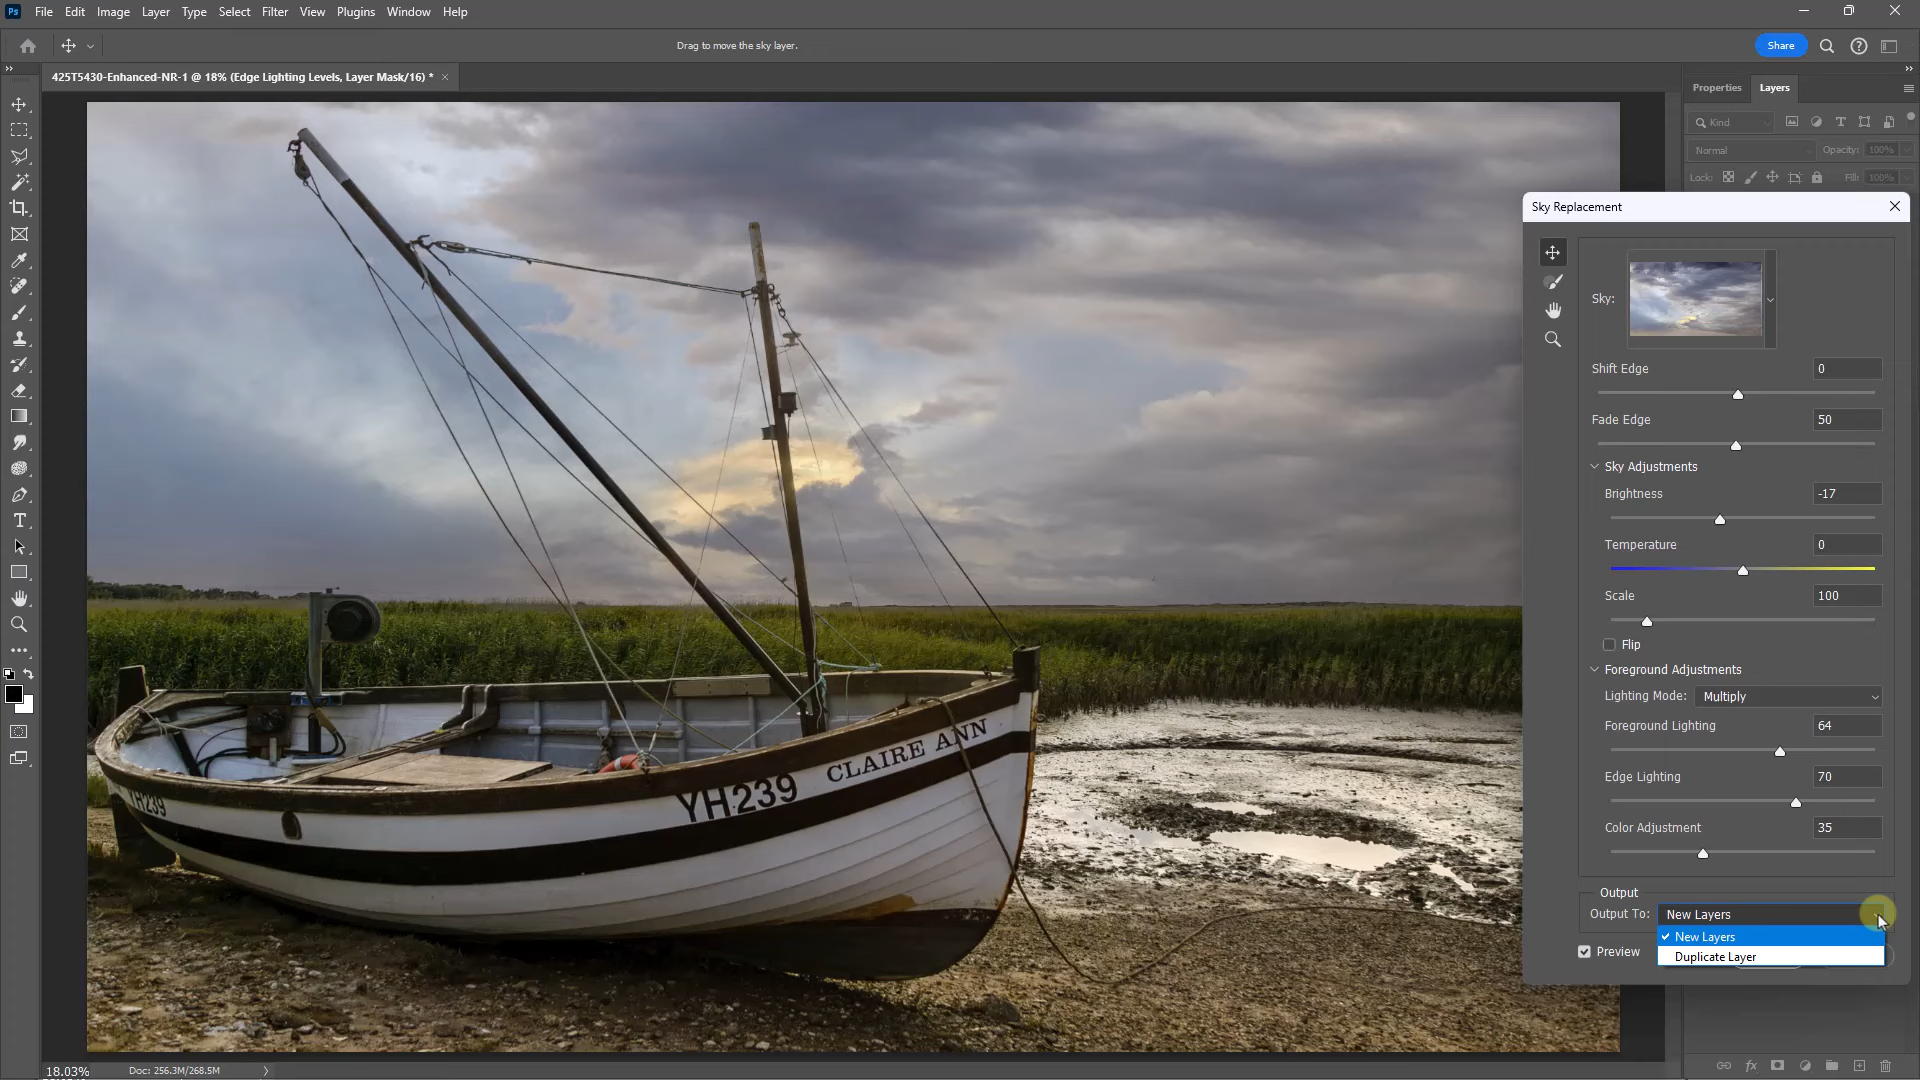 Ps File Edit Image Layer Type Select Filter View Plugins Window Help
Drag to move the sky layer.
Share
425T5430-Enhanced-NR-1 @ 18% (Edge Lighting Levels, Layer Mask/16) *
Properties Layers
Kind
Normal Opacity: 100%
Lock: Fill: 100%
Sky Replacement
Sky:
Shift Edge 0
Fade Edge 50
Sky Adjustments
Brightness -17
Temperature 0
Scale 100
Flip
Foreground Adjustments
Lighting Mode: Multiply
Foreground Lighting 64
Edge Lighting 70
Color Adjustment 35
Output
Output To: New Layers
New Layers
Duplicate Layer
Preview
YH239
YH239 CLAIRE ANN
18.03% Doc: 256.3M/268.5M